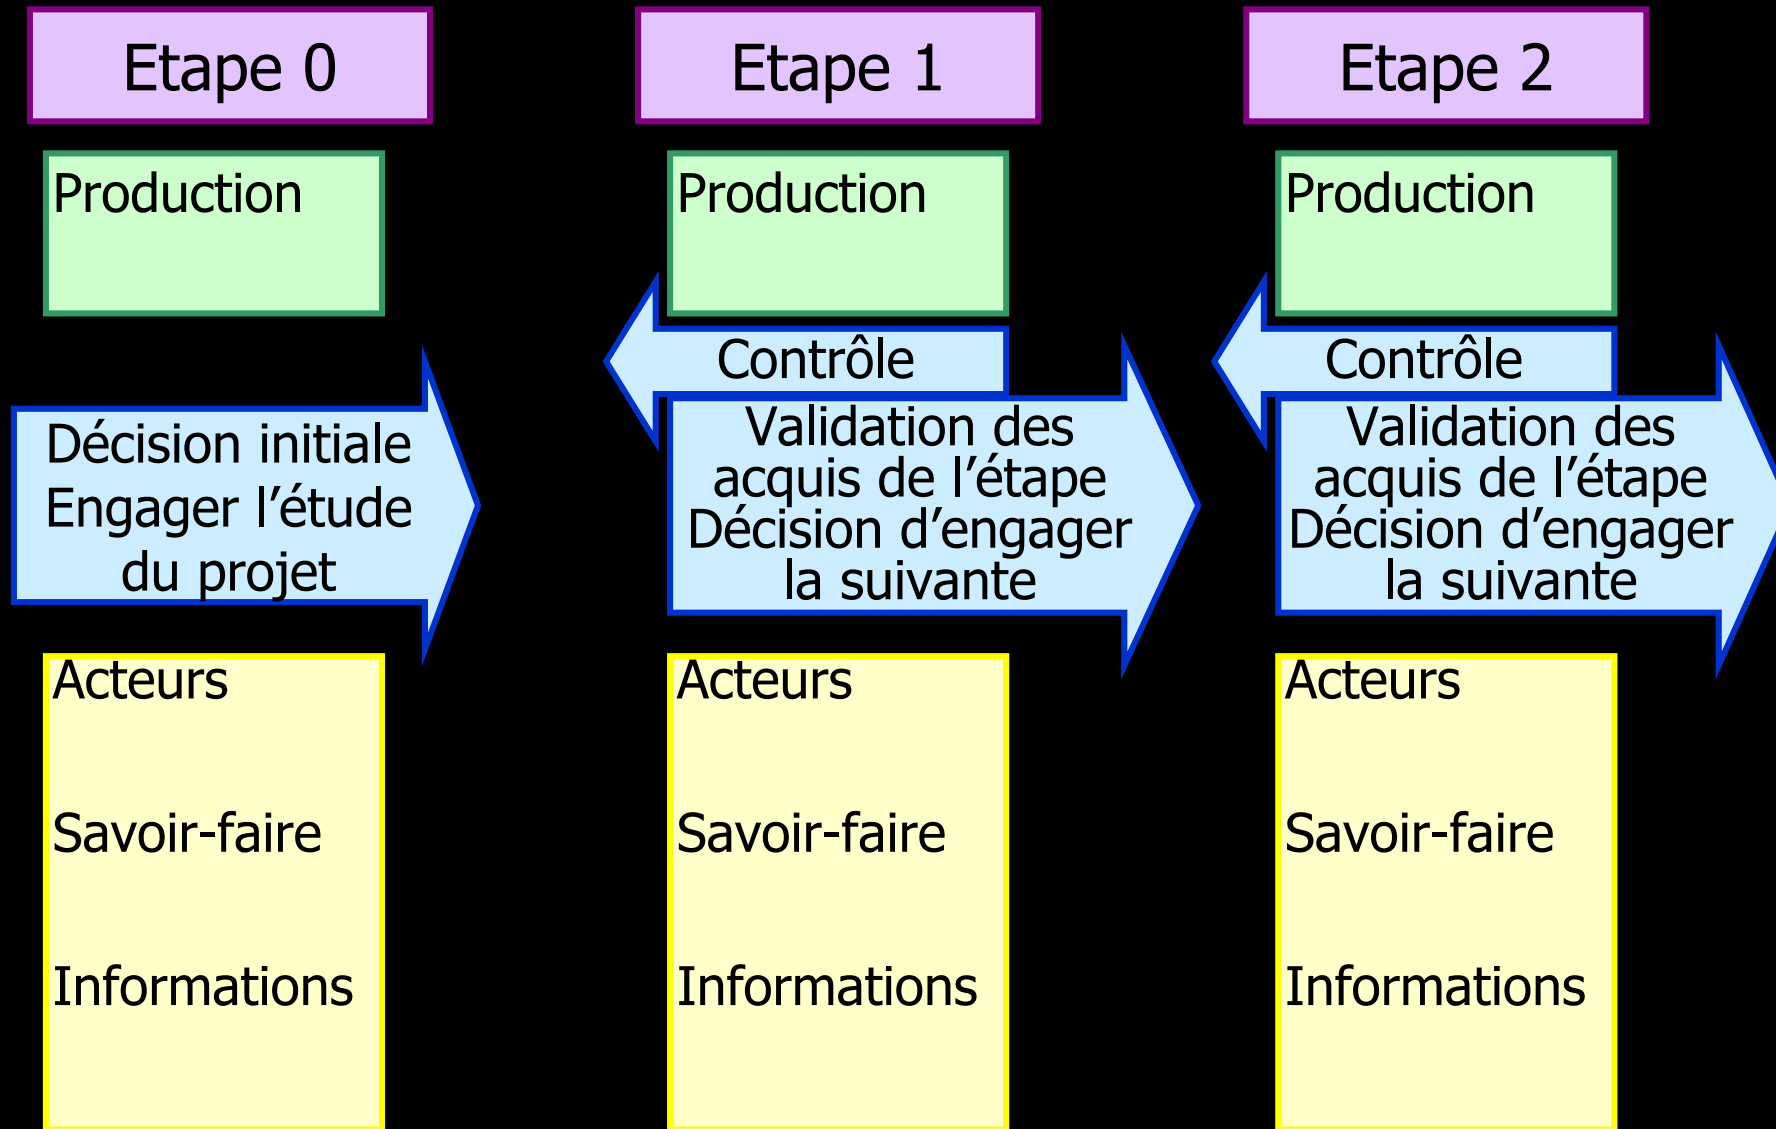 Etape 0
Production
Décision initiale
Engager l’étude
du projet
Acteurs
Savoir-faire
Informations
Etape 1
Production
Contrôle
Validation des
acquis de l’étape
Décision d’engager
la suivante
Acteurs
Savoir-faire
Informations
Etape 2
Production
Contrôle
Validation des
acquis de l’étape
Décision d’engager
la suivante
Acteurs
Savoir-faire
Informations